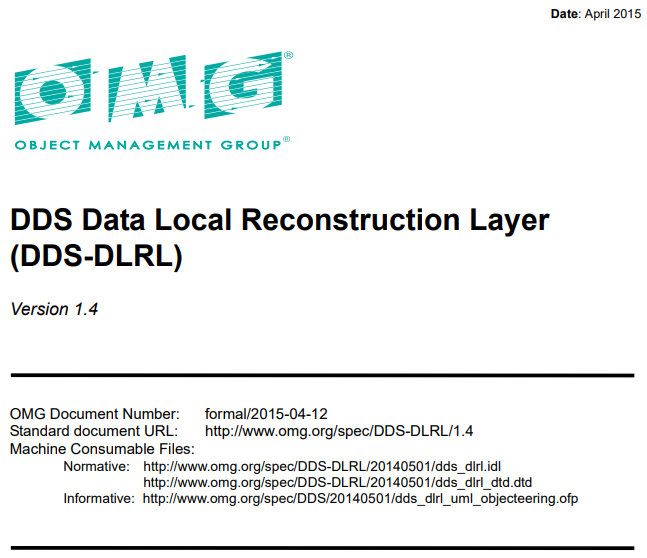 Date: April 2015
OMG®
OBJECT MANAGEMENT GROUP®
DDS Data Local Reconstruction Layer
(DDS-DLRL)
Version 1.4
OMG Document Number: formal/2015-04-12
Standard document URL: http://www.omg.org/spec/DDS-DLRL/1.4
Machine Consumable Files:
Normative: http://www.omg.org/spec/DDS-DLRL/20140501/dds_dlrl.idl
http://www.omg.org/spec/DDS-DLRL/20140501/dds_dlrl_dtd.dtd
Informative: http://www.omg.org/spec/DDS/20140501/dds_dlrl_uml_objecteering.ofp